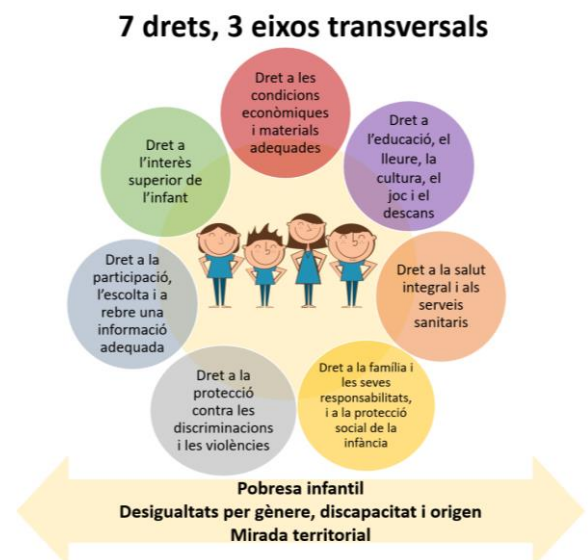 7 drets, 3 eixos transversals
Dret a les
condicions
econòmiques
i materials
adequades
Dret a
l'educació, el
lleure, la
cultura, el
joc i el
descans
Dret a la salut
integral i als
serveis
sanitaris
Dret a la família i
les seves
responsabilitats,
i a la protecció
social de la
infància
Dret a la
protecció
contra les
discriminacions
i les violències
Dret a la
participació,
l'escolta i a
rebre una
informació
adequada
Dret a
l'interès
superior de
l'infant
Pobresa infantil
Desigualtats per gènere, discapacitat i origen
Mirada territorial